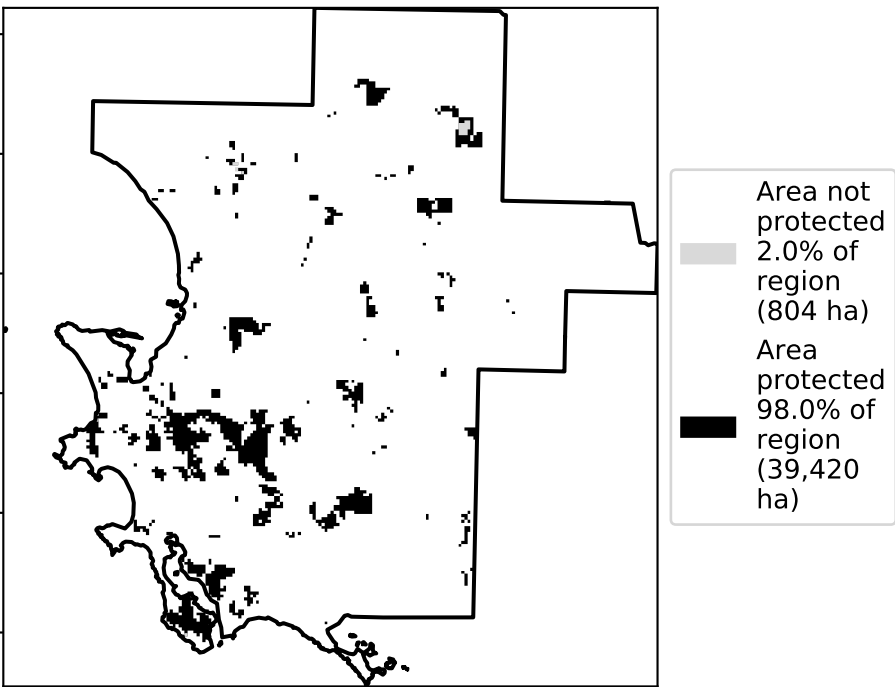 Area not
protected
2.0% of
region
(804 ha)
Area
protected
98.0% of
region
(39,420
ha)